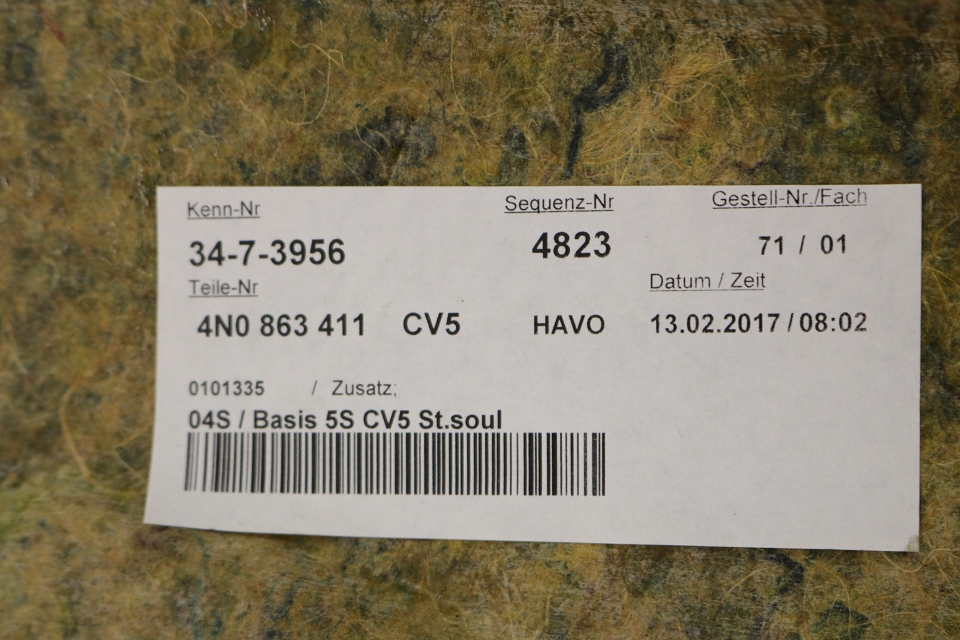 Kenn-Nr Sequenz-Nr Gestell-Nr./Fach
34-7-3956 4823 71 / 01
Teile-Nr Datum / Zeit
4N0 863 411 CV5 HAVO 13.02.2017 / 08:02
0101335 / Zusatz;
04S / Basis 5S CV5 St.soul